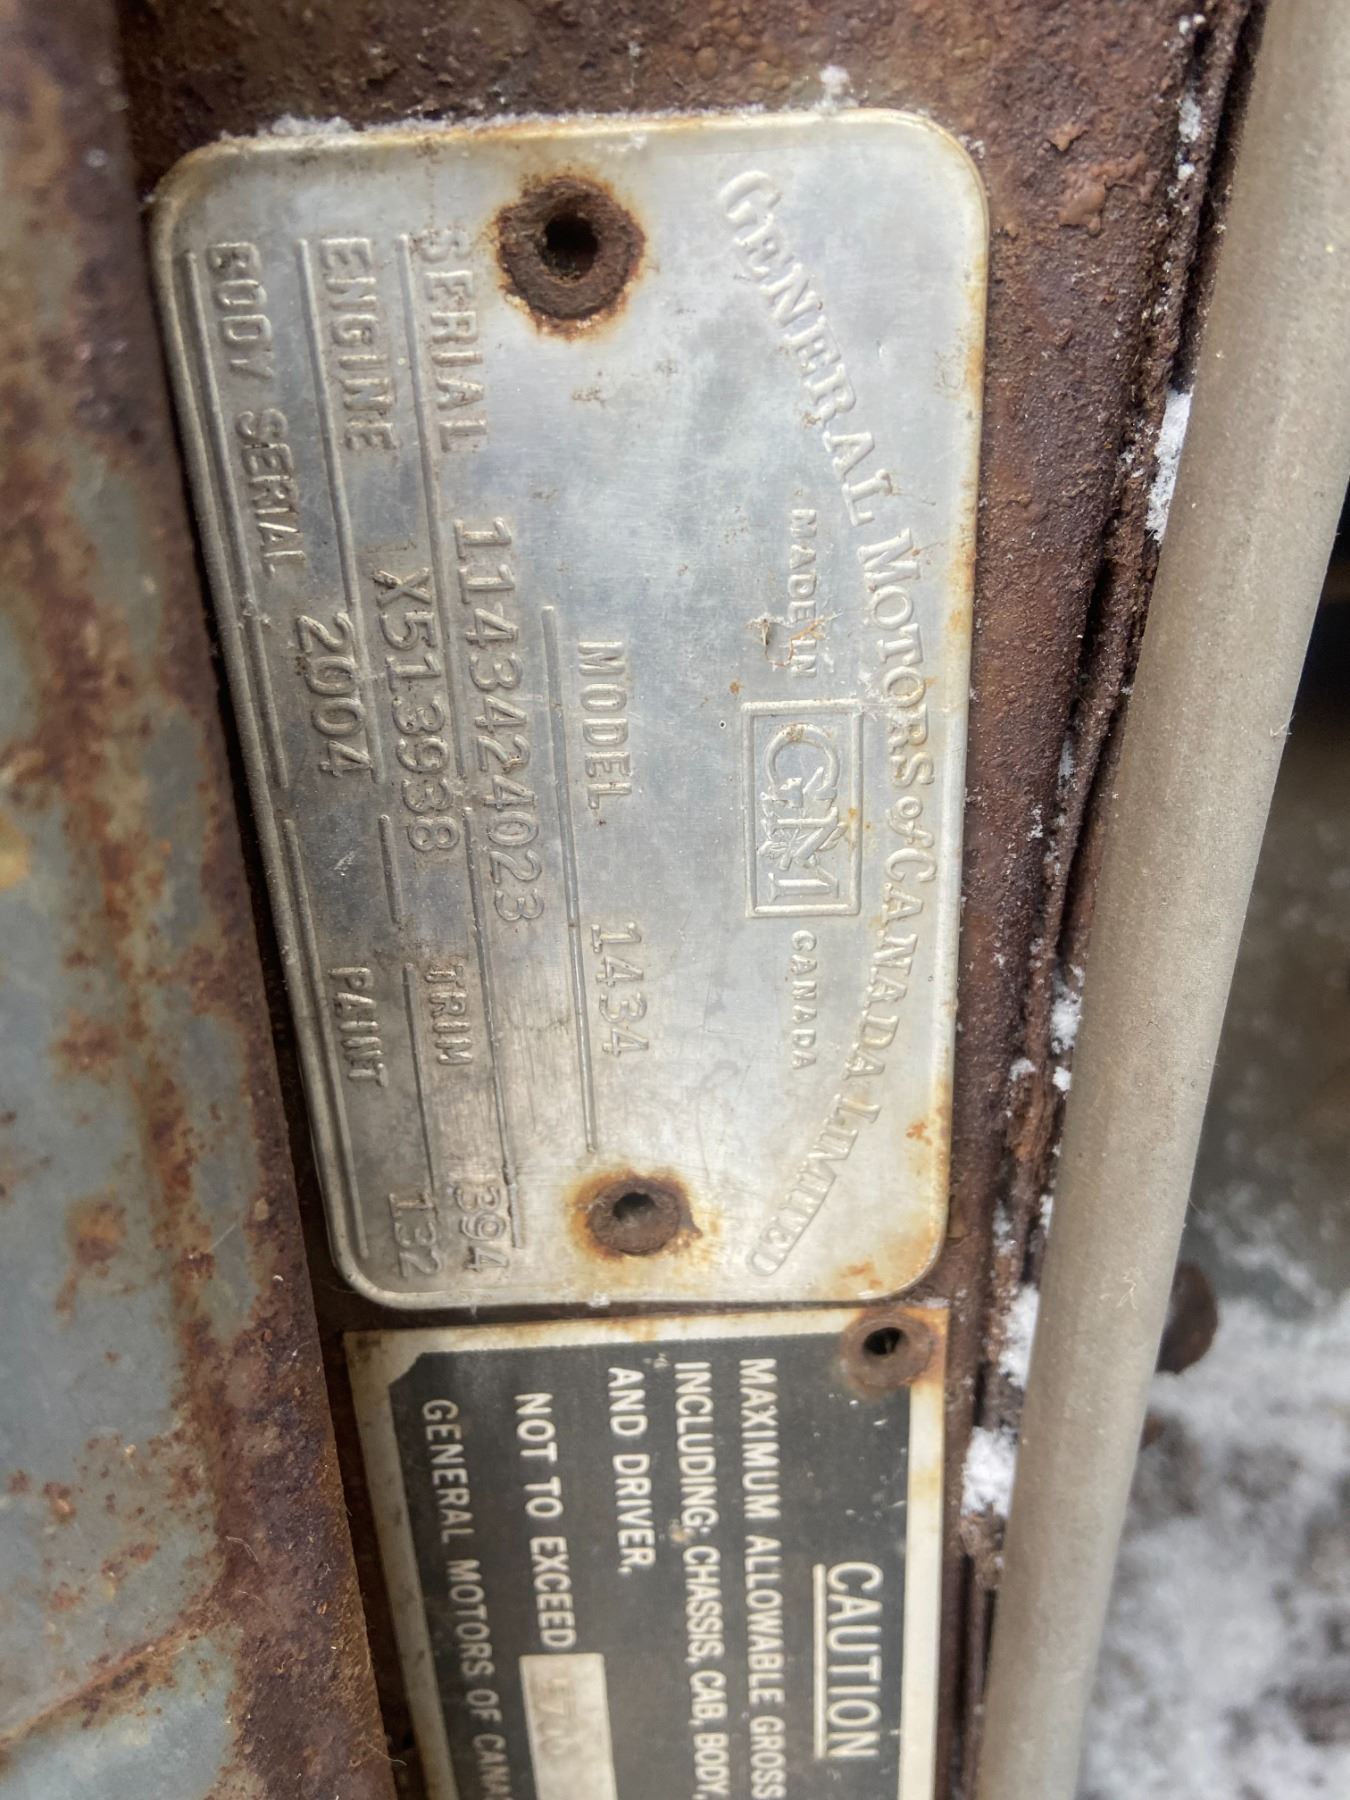 GENERAL MOTORS of CANADA LIMITED
MADE IN GM CANADA
MODEL 1434
SERIAL 1143424023
ENGINE X513938 TRIM 394
BODY SERIAL 2004 PAINT 132
CAUTION
MAXIMUM ALLOWABLE GROSS
INCLUDING; CHASSIS, CAB, BODY,
AND DRIVER,
NOT TO EXCEED
GENERAL MOTORS OF CANA